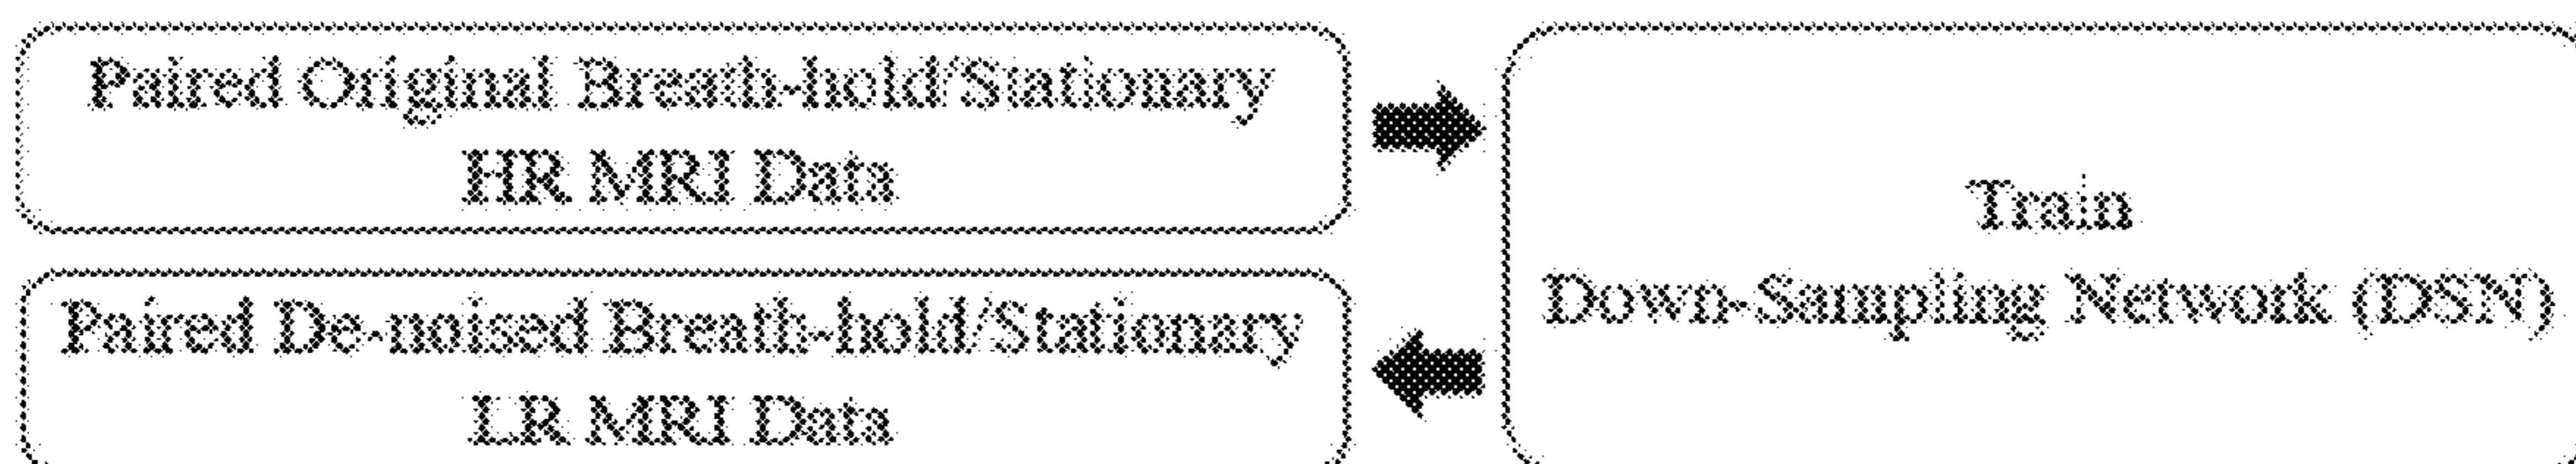 Paired Original Breath-hold/Stationary
HR MRI Data
Paired De-noised Breath-hold/Stationary
LR MRI Data
Train
Down-Sampling Network (DSN)